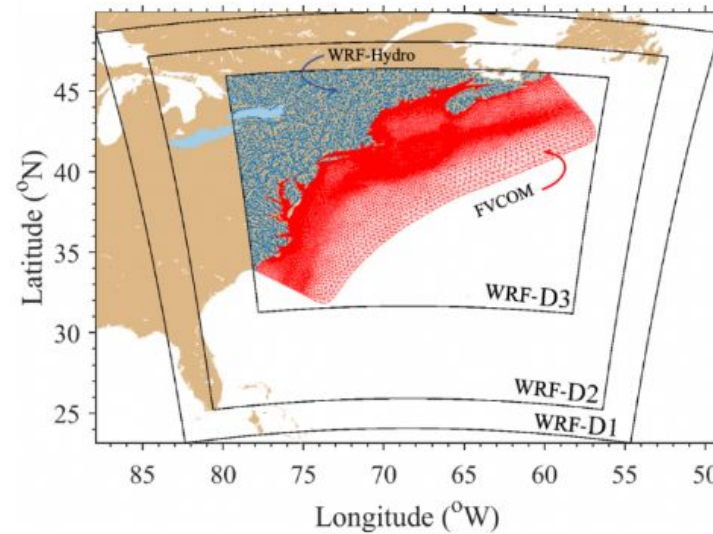 WRF-Hydro
45
40
35
30
25
Latitude (°N)
FVCOM
WRF-D3
WRF-D2
WRF-D1
85
80
75
70
65
60
55
50
Longitude (°W)